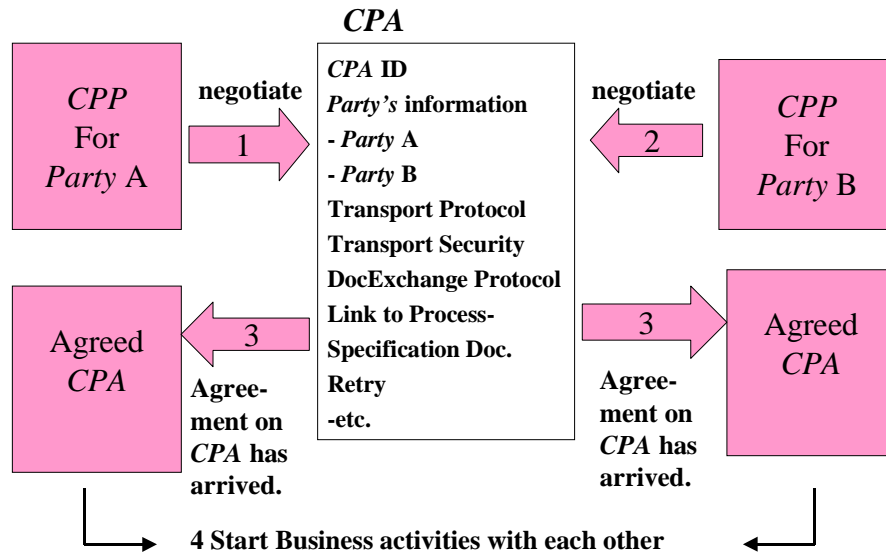 CPA
CPP
For
Party A
negotiate
1
CPA ID
Party's information
- Party A
- Party B
Transport Protocol
Transport Security
DocExchange Protocol
Link to Process-
Specification Doc.
Retry
-etc.
negotiate
2
CPP
For
Party B
Agreed
CPA
3
Agree-
ment on
CPA has
arrived.
3
Agree-
ment on
CPA has
arrived.
Agreed
CPA
4 Start Business activities with each other